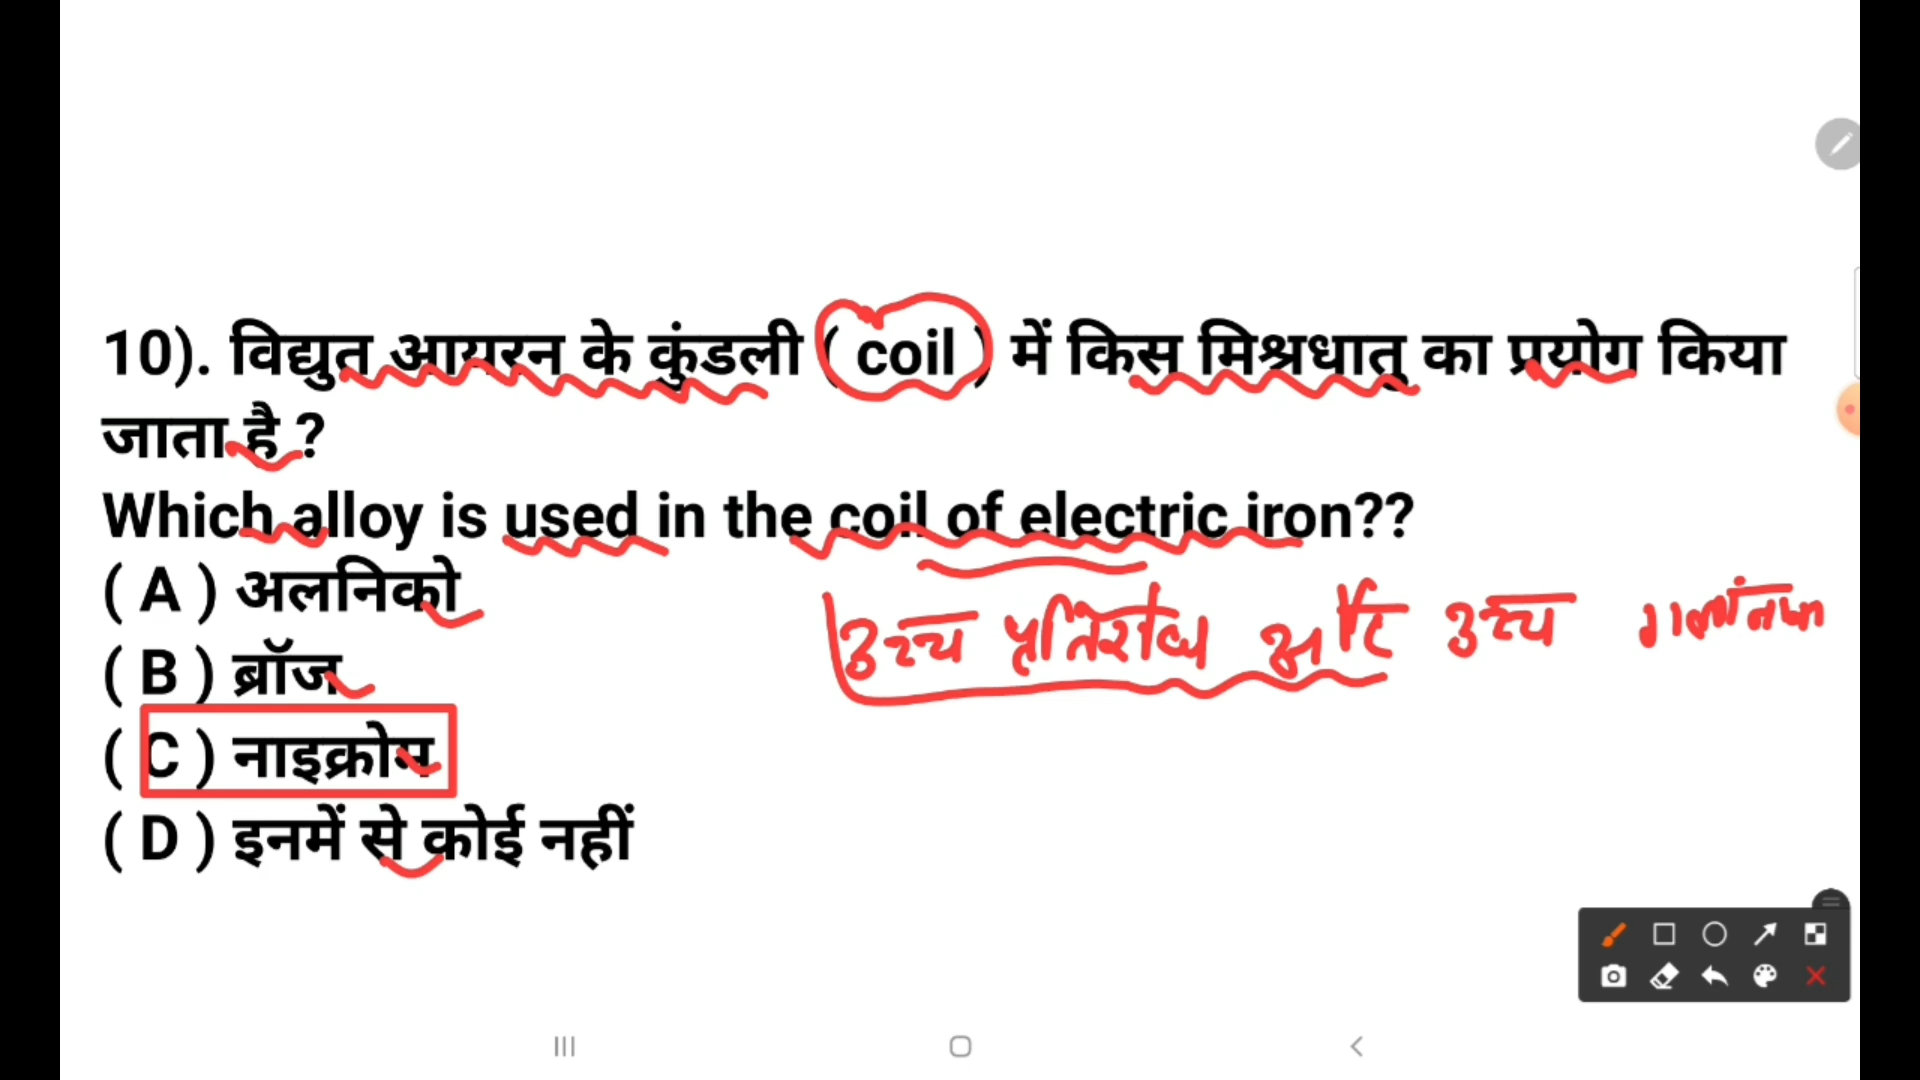 10). विद्युत आयरन के कुंडली ( coil ) में किस मिश्रधातु का प्रयोग किया
जाता है ?
Which alloy is used in the coil of electric iron??
( A ) अलनिको
उच्च प्रतिरोध और उच्च गलनांक
( B ) ब्रॉज
( C ) नाइक्रोम
( D ) इनमें से कोई नहीं